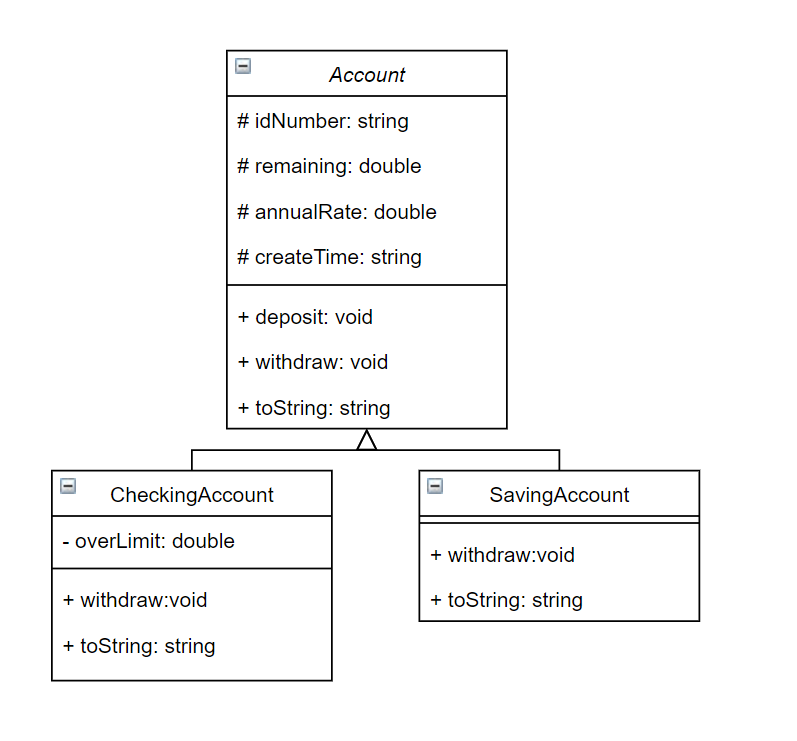 Account
# idNumber: string
# remaining: double
# annualRate: double
# createTime: string
+ deposit: void
+ withdraw: void
+ toString: string
CheckingAccount
- overLimit: double
+ withdraw:void
+ toString: string
SavingAccount
+ withdraw:void
+ toString: string